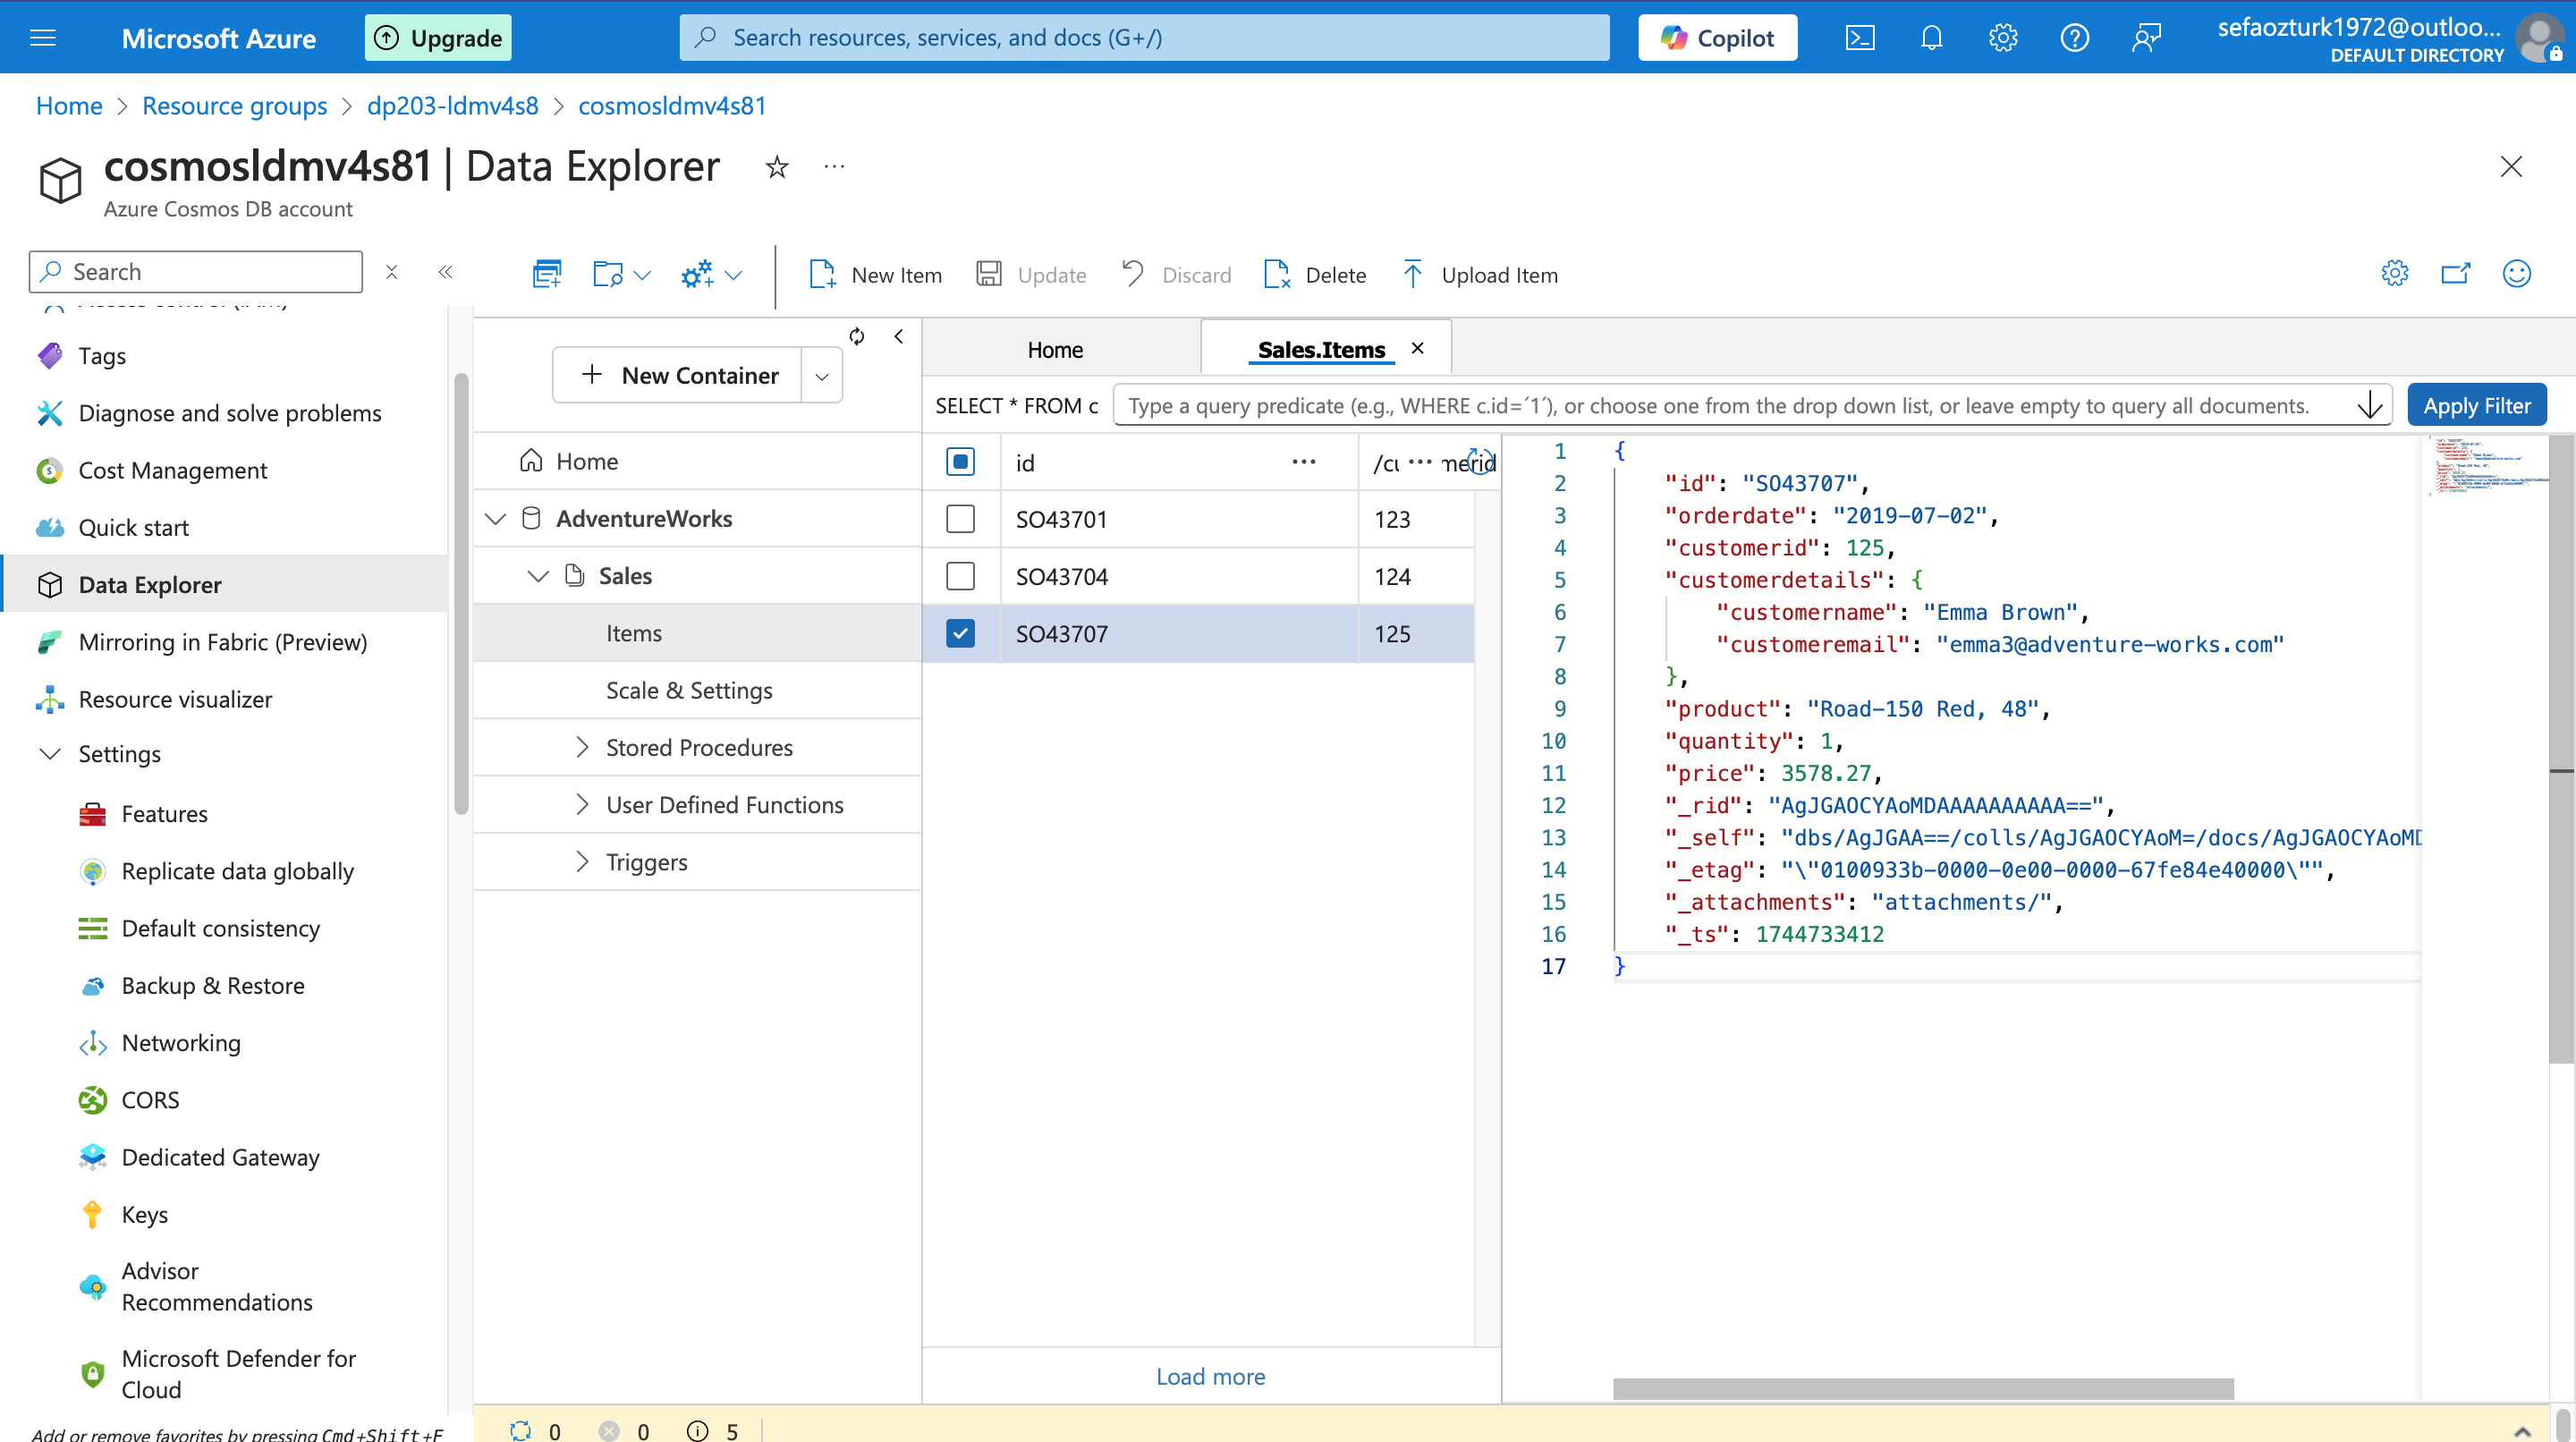 Microsoft Azure
Upgrade
Search resources, services, and docs (G+/)
Copilot
sefaozturk1972@outloo...
DEFAULT DIRECTORY
Home > Resource groups > dp203-ldmv4s8 > cosmosldmv4s81
cosmosldmv4s81 | Data Explorer
Azure Cosmos DB account
Search
New Item
Update
Discard
Delete
Upload Item
Access control (IAM)
Tags
Diagnose and solve problems
Cost Management
Quick start
Data Explorer
Mirroring in Fabric (Preview)
Resource visualizer
Settings
Features
Replicate data globally
Default consistency
Backup & Restore
Networking
CORS
Dedicated Gateway
Keys
Advisor
Recommendations
Microsoft Defender for
Cloud
Add or remove favorites by pressing Cmd+Shift+F
+ New Container
Home
AdventureWorks
Sales
Items
Scale & Settings
Stored Procedures
User Defined Functions
Triggers
Home
Sales.Items
SELECT * FROM c
Type a query predicate (e.g., WHERE c.id=´1´), or choose one from the drop down list, or leave empty to query all documents.
Apply Filter
id ... /cu ... merid
SO43701 123
SO43704 124
SO43707 125
Load more
1 {
2 "id": "SO43707",
3 "orderdate": "2019-07-02",
4 "customerid": 125,
5 "customerdetails": {
6 "customername": "Emma Brown",
7 "customeremail": "emma3@adventure-works.com"
8 },
9 "product": "Road-150 Red, 48",
10 "quantity": 1,
11 "price": 3578.27,
12 "_rid": "AgJGAOCYAoMDAAAAAAAAAA==",
13 "_self": "dbs/AgJGAA==/colls/AgJGAOCYAoM=/docs/AgJGAOCYAoMD
14 "_etag": "\"0100933b-0000-0e00-0000-67fe84e40000\"",
15 "_attachments": "attachments/",
16 "_ts": 1744733412
17 }
0 0 5